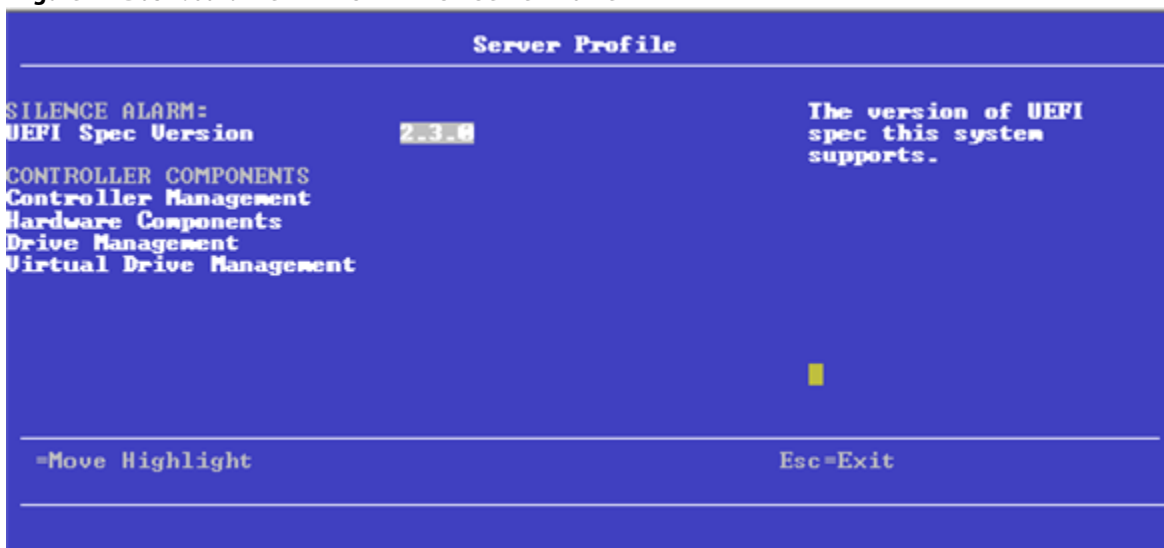 Server Profile
SILENCE ALARM:
UEFI Spec Version 2.3.0
The version of UEFI
spec this system
supports.
CONTROLLER COMPONENTS
Controller Management
Hardware Components
Drive Management
Virtual Drive Management
=Move Highlight Esc=Exit